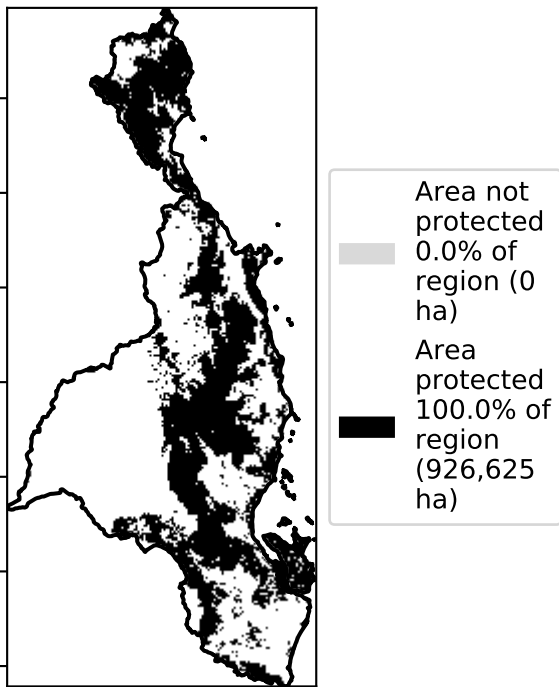 Area not
protected
0.0% of
region (0
ha)
Area
protected
100.0% of
region
(926,625
ha)